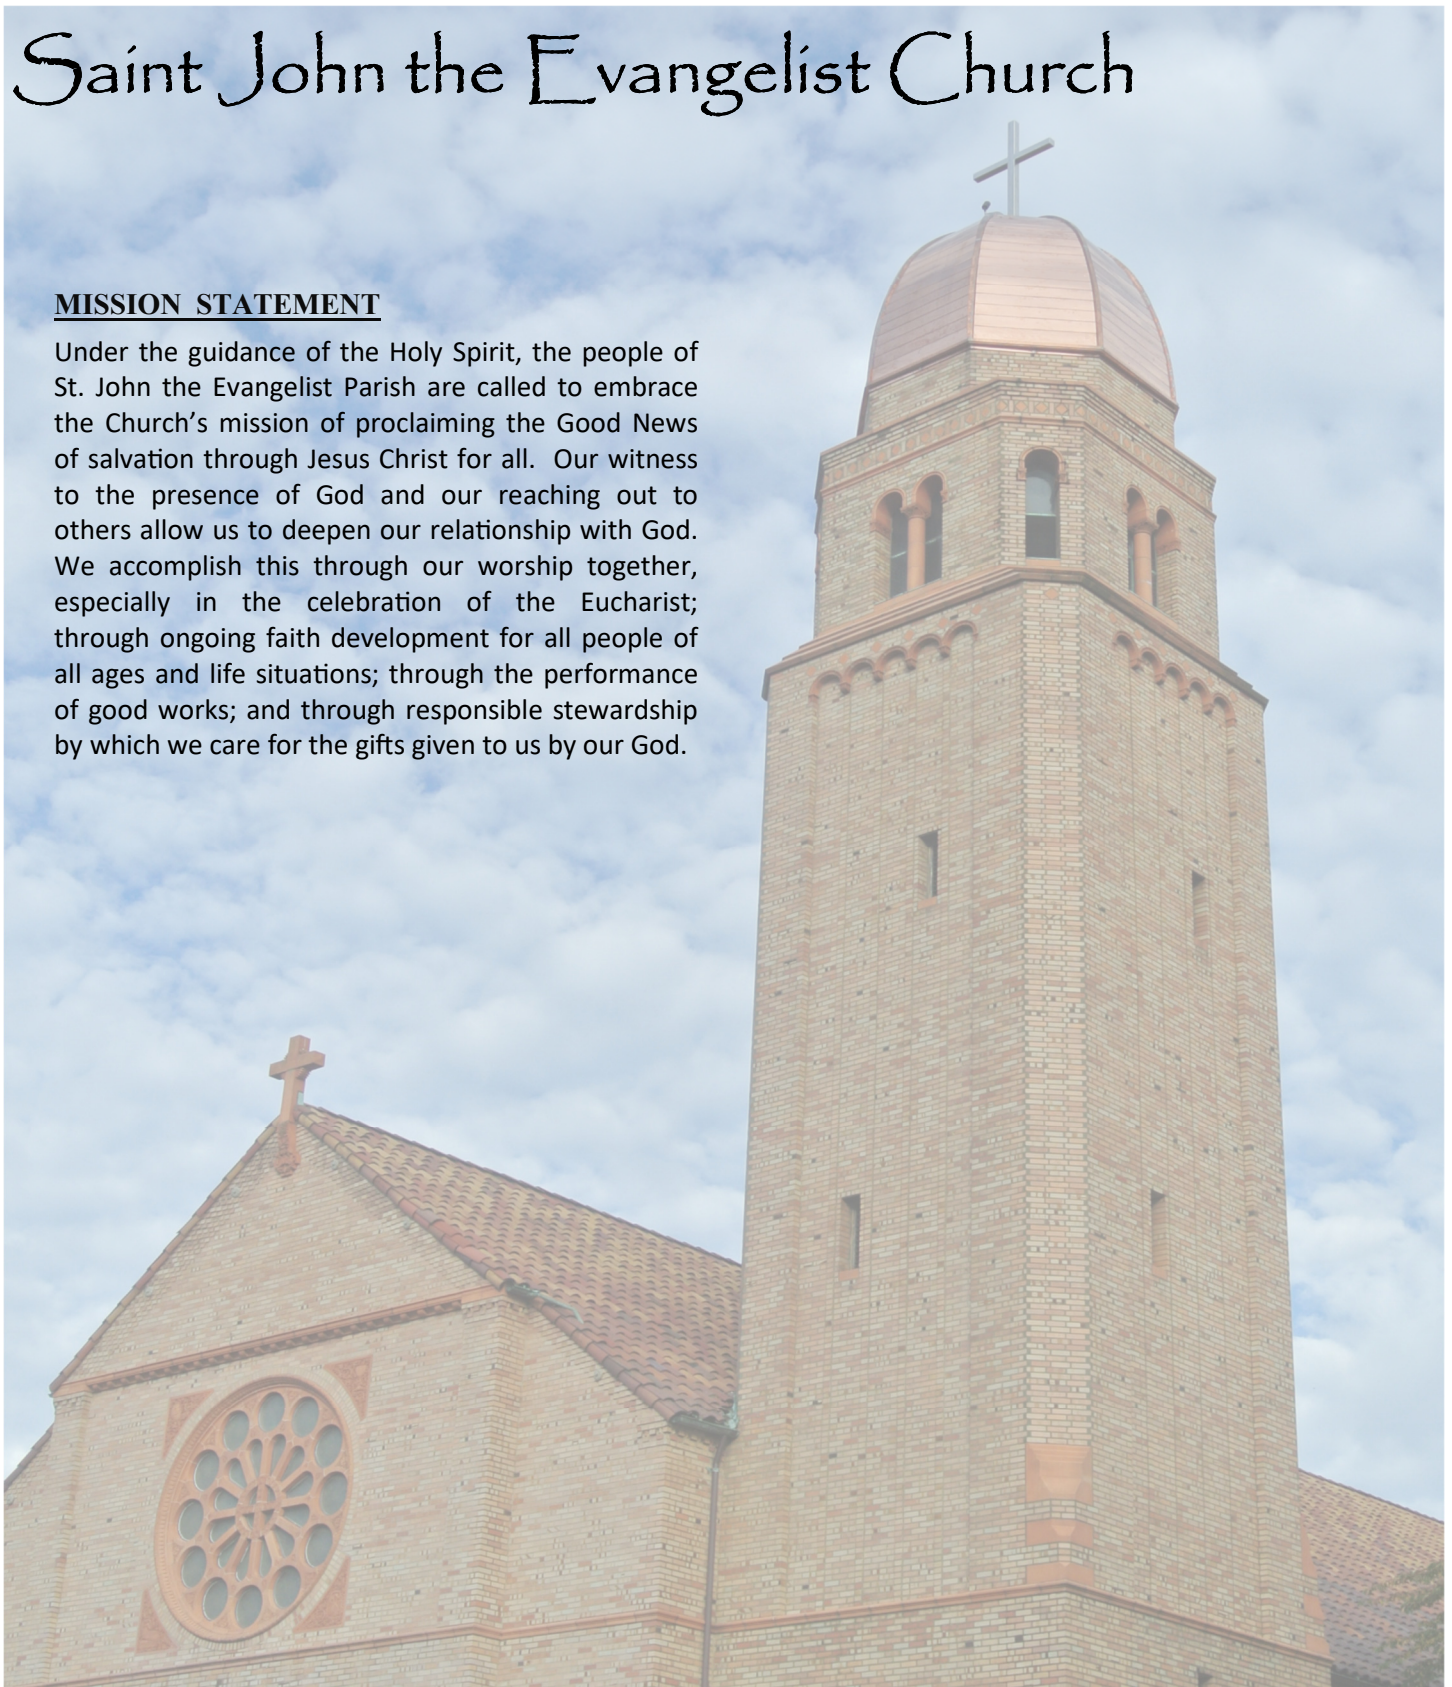 Saint John the Evangelist Church
MISSION STATEMENT
Under the guidance of the Holy Spirit, the people of
St. John the Evangelist Parish are called to embrace
the Church’s mission of proclaiming the Good News
of salvation through Jesus Christ for all. Our witness
to the presence of God and our reaching out to
others allow us to deepen our relationship with God.
We accomplish this through our worship together,
especially in the celebration of the Eucharist;
through ongoing faith development for all people of
all ages and life situations; through the performance
of good works; and through responsible stewardship
by which we care for the gifts given to us by our God.